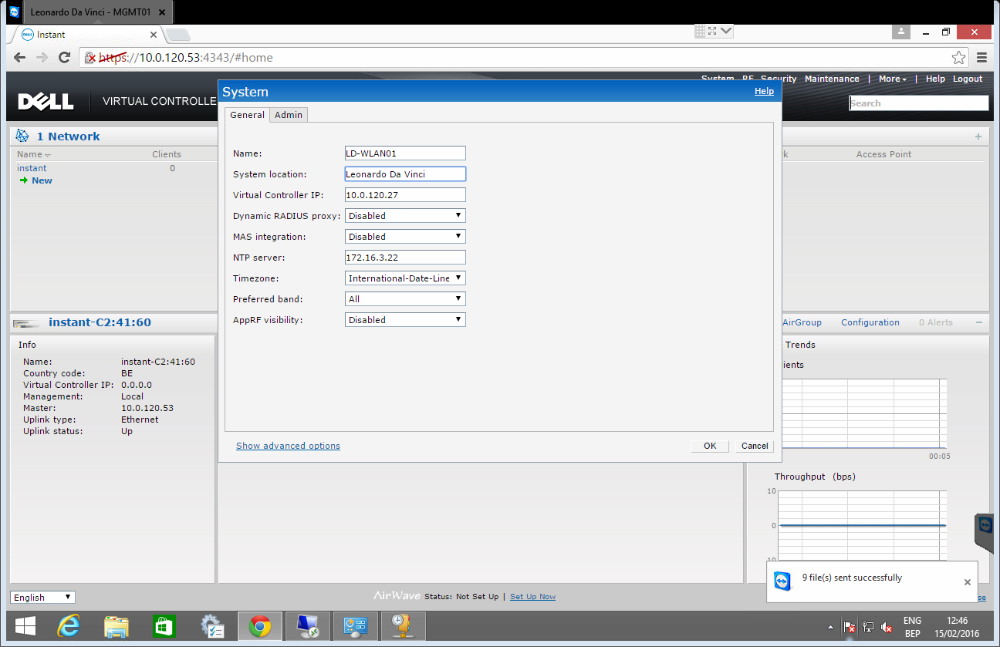 Leonardo Da Vinci - MGMT01
Instant
https://10.0.120.53:4343/#home
System RF Security Maintenance | More | Help Logout
DELL VIRTUAL CONTROLLE
Search
System Help
General Admin
Name: LD-WLAN01
System location: Leonardo Da Vinci
Virtual Controller IP: 10.0.120.27
Dynamic RADIUS proxy: Disabled
MAS integration: Disabled
NTP server: 172.16.3.22
Timezone: International-Date-Line
Preferred band: All
AppRF visibility: Disabled
Show advanced options OK Cancel
1 Network
Name Clients
instant 0
New
Access Point
instant-C2:41:60
AirGroup Configuration 0 Alerts
Info
Name: instant-C2:41:60
Country code: BE
Virtual Controller IP: 0.0.0.0
Management: Local
Master: 10.0.120.53
Uplink type: Ethernet
Uplink status: Up
Trends
ients
00:05
Throughput (bps)
10
0
10
9 file(s) sent successfully
English
AirWave Status: Not Set Up | Set Up Now
ENG 12:46
BEP 15/02/2016